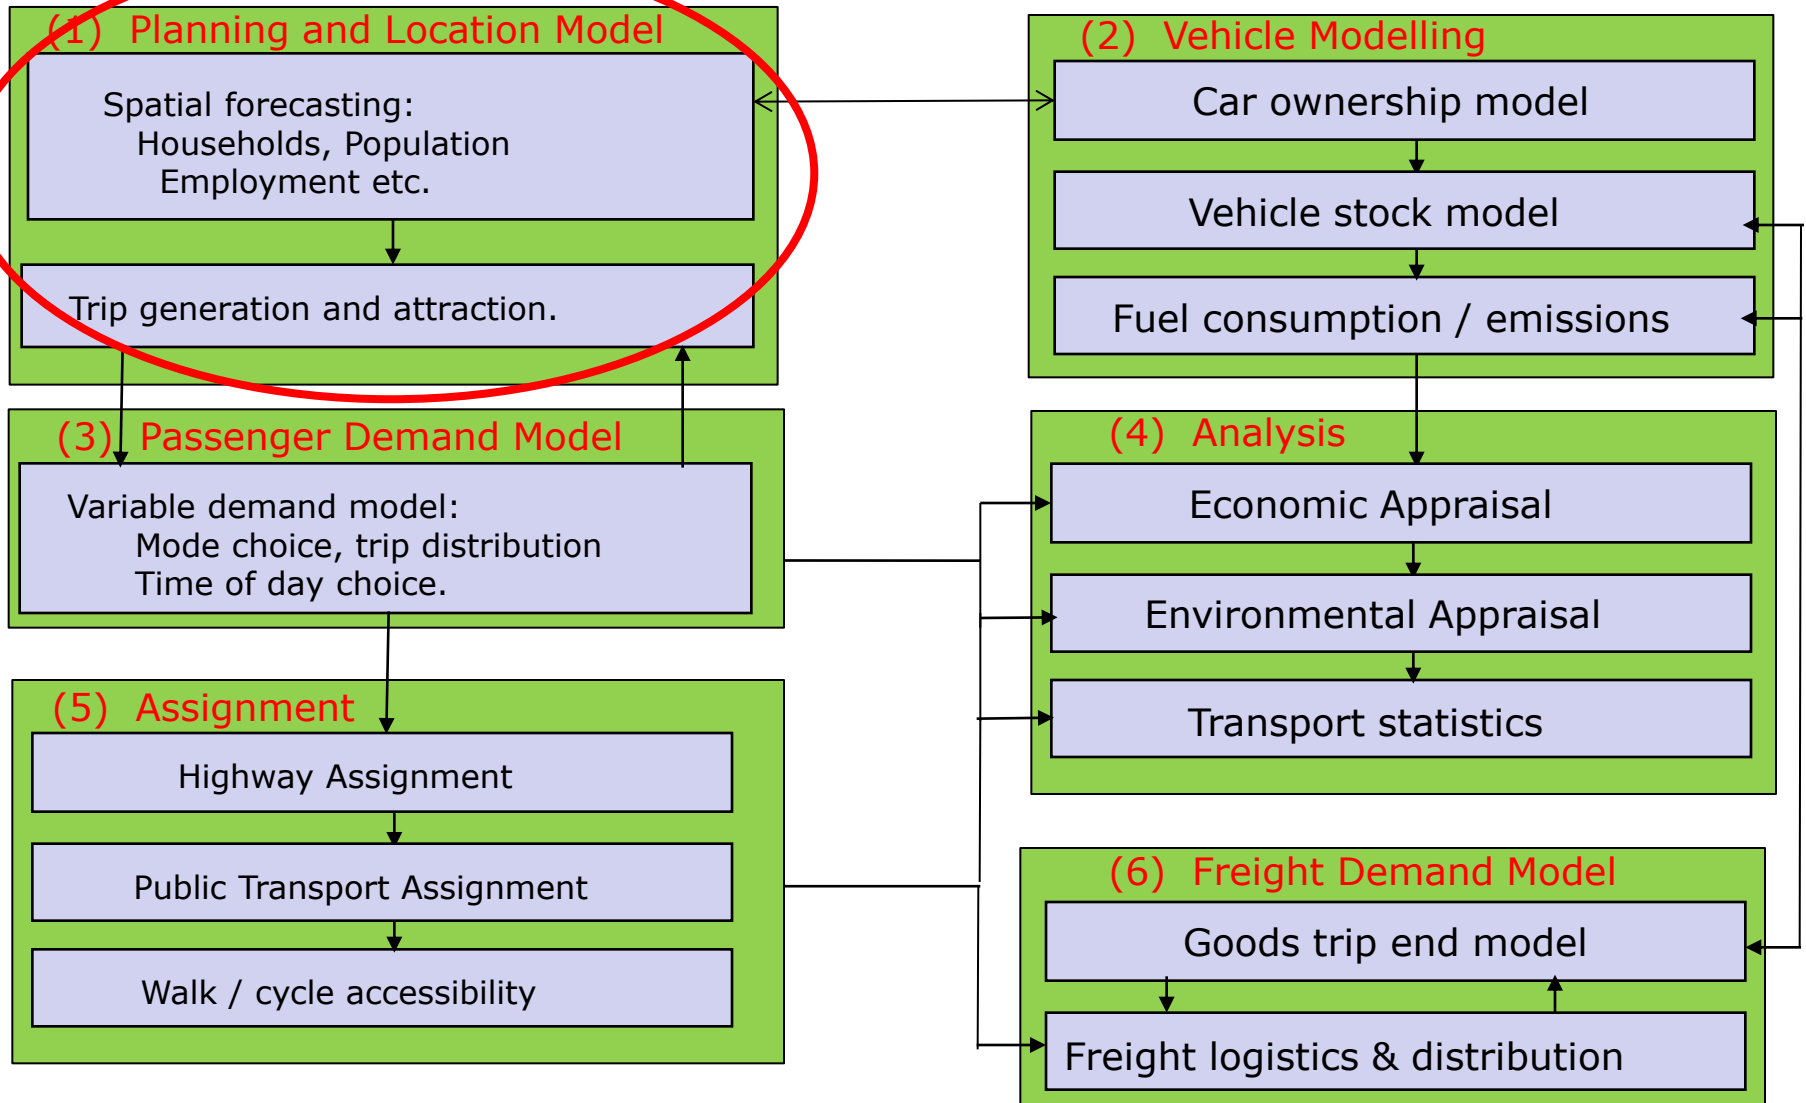 (1) Planning and Location Model
Spatial forecasting:
Households, Population
Employment etc.
Trip generation and attraction.
(2) Vehicle Modelling
Car ownership model
Vehicle stock model
Fuel consumption / emissions
(3) Passenger Demand Model
Variable demand model:
Mode choice, trip distribution
Time of day choice.
(4) Analysis
Economic Appraisal
Environmental Appraisal
Transport statistics
(5) Assignment
Highway Assignment
Public Transport Assignment
Walk / cycle accessibility
(6) Freight Demand Model
Goods trip end model
Freight logistics & distribution